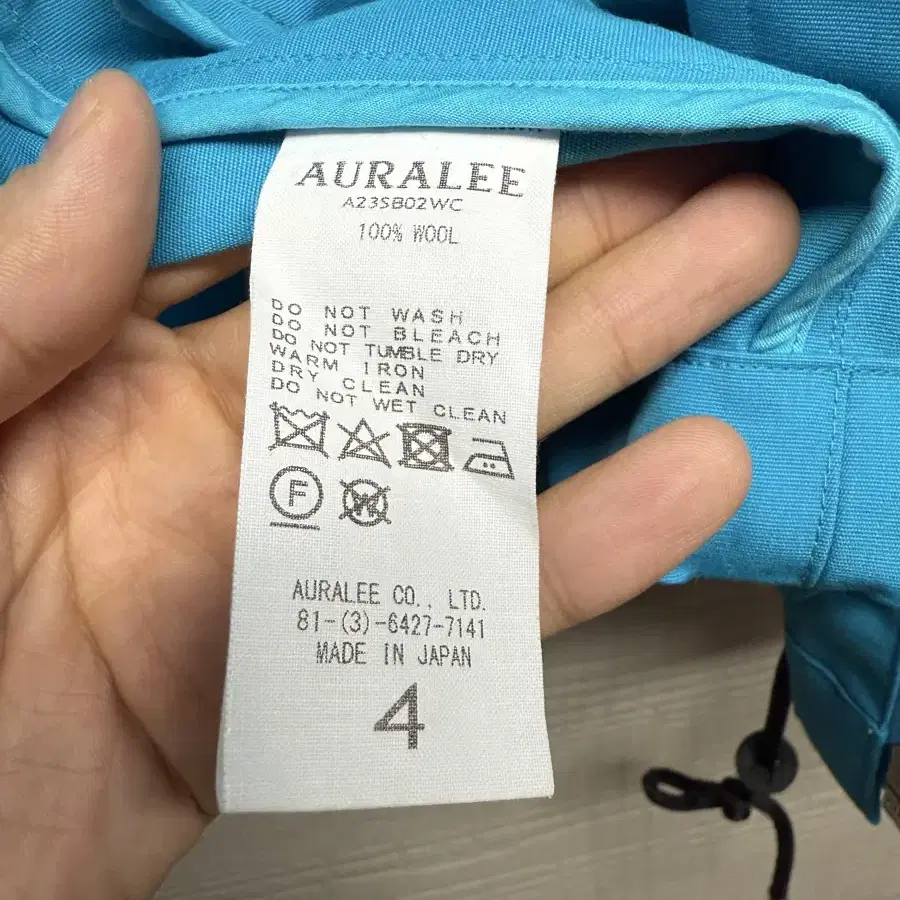 AURALEE
A23SB02WC
100% WOOL
DO NOT WASH
DO NOT BLEACH
DO NOT TUMBLE DRY
WARM IRON
DRY CLEAN
DO NOT WET CLEAN
F
W
AURALEE CO., LTD.
81-(3)-6427-7141
MADE IN JAPAN
4